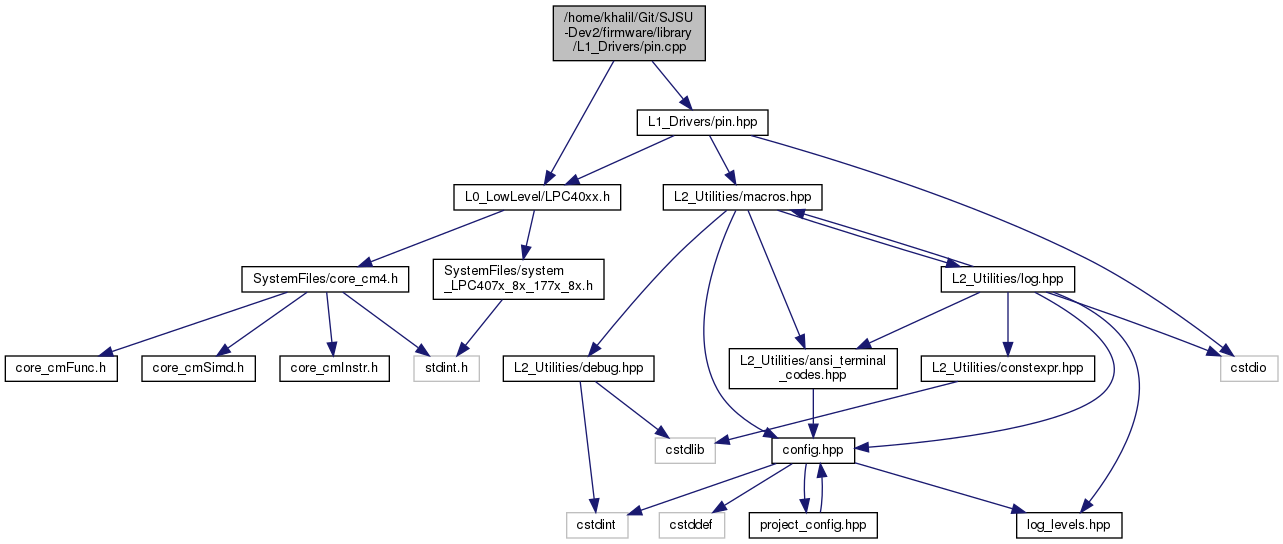 /home/khalil/Git/SJSU
-Dev2/firmware/library
/L1_Drivers/pin.cpp
L1_Drivers/pin.hpp
L0_LowLevel/LPC40xx.h
L2_Utilities/macros.hpp
SystemFiles/core_cm4.h
SystemFiles/system
_LPC407x_8x_177x_8x.h
L2_Utilities/log.hpp
core_cmFunc.h
core_cmSimd.h
core_cmInstr.h
stdint.h
L2_Utilities/debug.hpp
L2_Utilities/ansi_terminal
_codes.hpp
L2_Utilities/constexpr.hpp
cstdio
cstdlib
config.hpp
cstdint
cstddef
project_config.hpp
log_levels.hpp